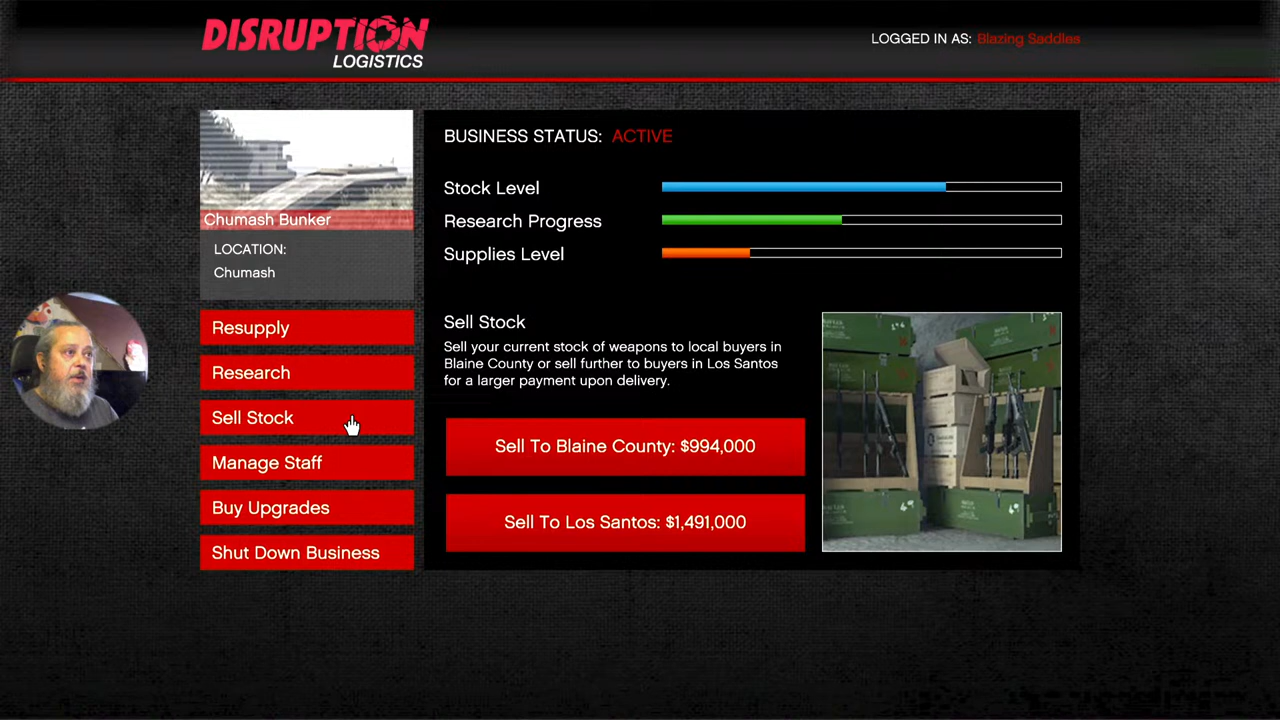 DISRUPTION
LOGISTICS
LOGGED IN AS: Blazing Saddles
Chumash Bunker
LOCATION:
Chumash
Resupply
Research
Sell Stock
Manage Staff
Buy Upgrades
Shut Down Business
BUSINESS STATUS: ACTIVE
Stock Level
Research Progress
Supplies Level
Sell Stock
Sell your current stock of weapons to local buyers in
Blaine County or sell further to buyers in Los Santos
for a larger payment upon delivery.
Sell To Blaine County: $994,000
Sell To Los Santos: $1,491,000